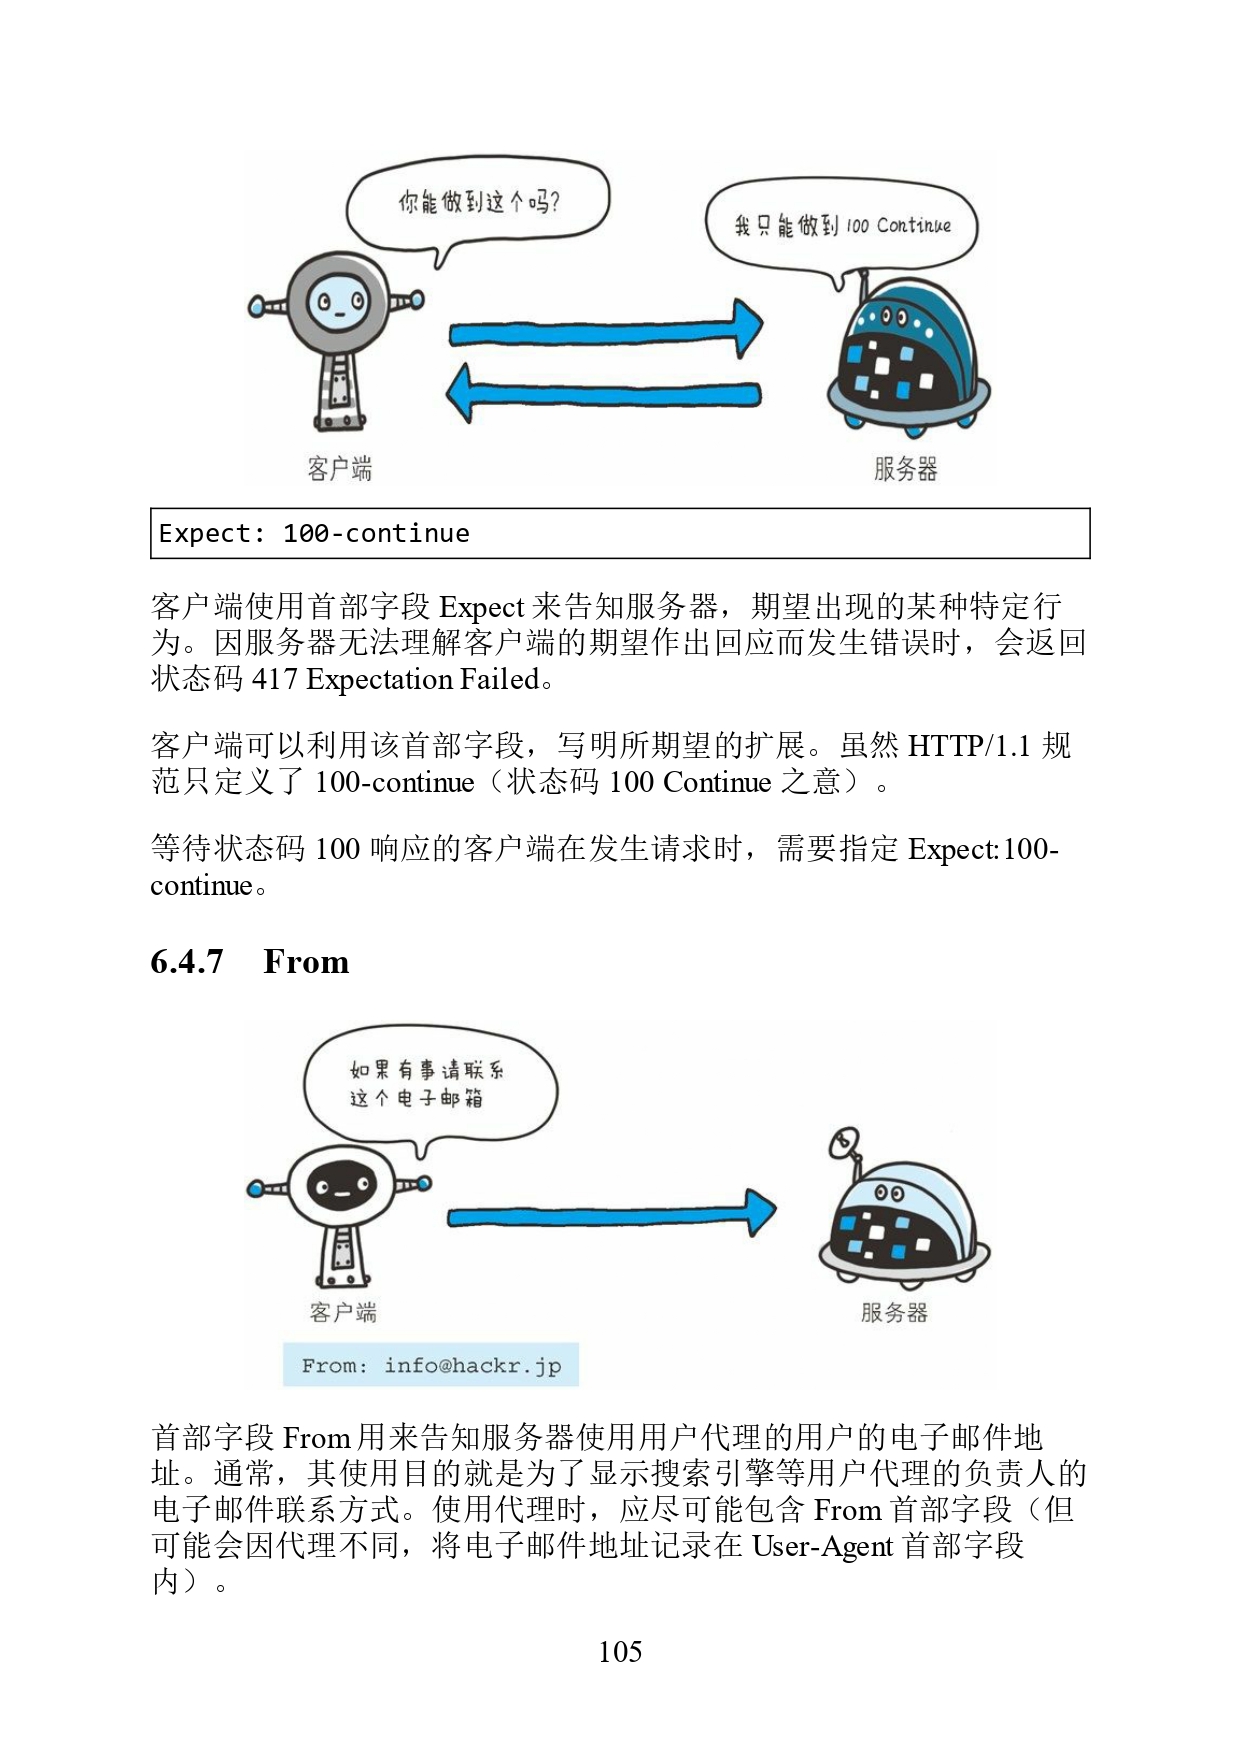 你能做到这个吗?
我只能做到 100 Continue
客户端
服务器
Expect: 100-continue
客户端使用首部字段 Expect 来告知服务器，期望出现的某种特定行
为。因服务器无法理解客户端的期望作出回应而发生错误时，会返回
状态码 417 Expectation Failed。
客户端可以利用该首部字段，写明所期望的扩展。虽然 HTTP/1.1 规
范只定义了 100-continue（状态码 100 Continue 之意）。
等待状态码 100 响应的客户端在发生请求时，需要指定 Expect:100-
continue。
6.4.7 From
如果有事请联系
这个电子邮箱
客户端
服务器
From: info@hackr.jp
首部字段 From 用来告知服务器使用用户代理的用户的电子邮件地
址。通常，其使用目的就是为了显示搜索引擎等用户代理的负责人的
电子邮件联系方式。使用代理时，应尽可能包含 From 首部字段（但
可能会因代理不同，将电子邮件地址记录在 User-Agent 首部字段
内）。
105